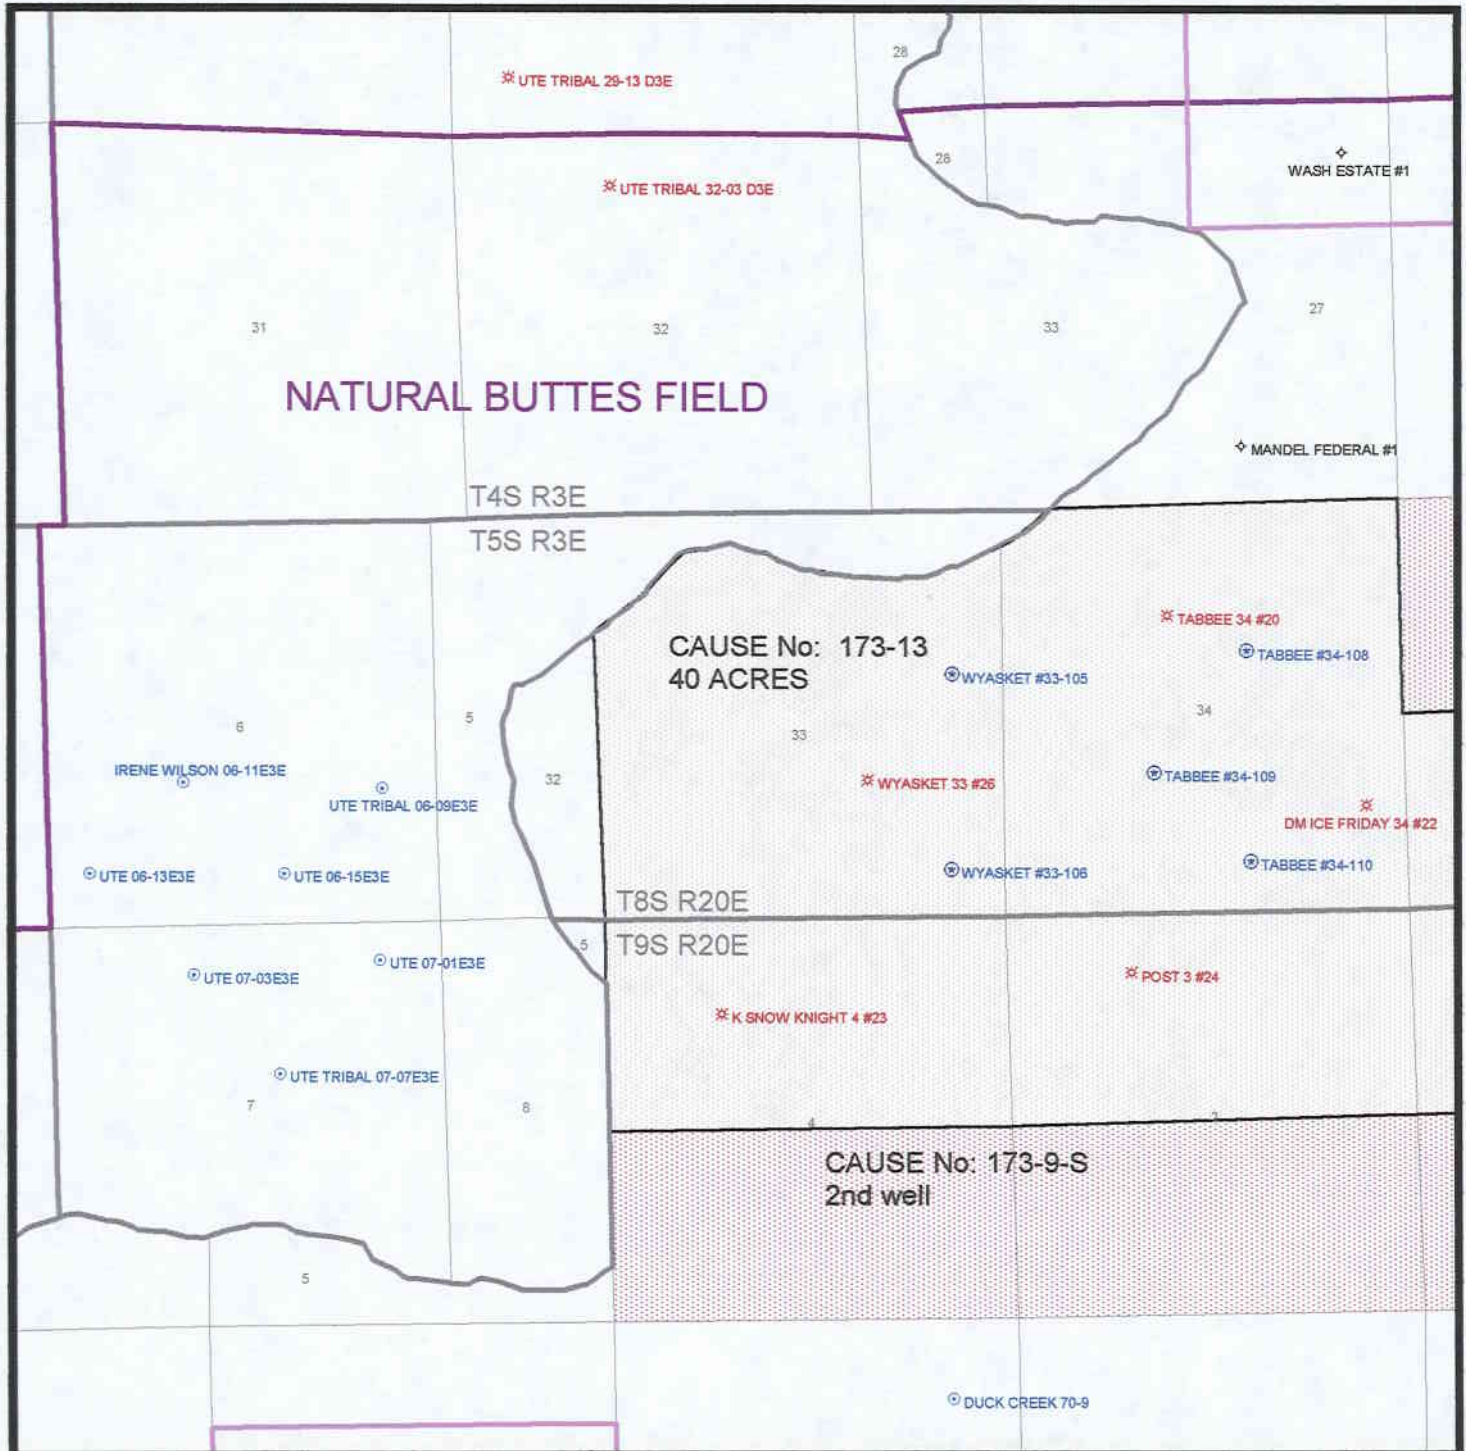 28
UTE TRIBAL 29-13 D3E
28
WASH ESTATE #1
UTE TRIBAL 32-03 D3E
31
32
33
27
NATURAL BUTTES FIELD
MANDEL FEDERAL #1
T4S R3E
T5S R3E
TABBEE 34 #20
CAUSE No: 173-13
40 ACRES
TABBEE #34-108
WYASKET #33-105
34
5
6
33
IRENE WILSON 06-11E3E
32
TABBEE #34-109
WYASKET 33 #26
UTE TRIBAL 06-09E3E
DM ICE FRIDAY 34 #22
TABBEE #34-110
UTE 06-13E3E
UTE 06-15E3E
WYASKET #33-106
T8S R20E
5
T9S R20E
UTE 07-01E3E
UTE 07-03E3E
POST 3 #24
K SNOW KNIGHT 4 #23
UTE TRIBAL 07-07E3E
7
8
4
CAUSE No: 173-9-S
2nd well
5
DUCK CREEK 70-9